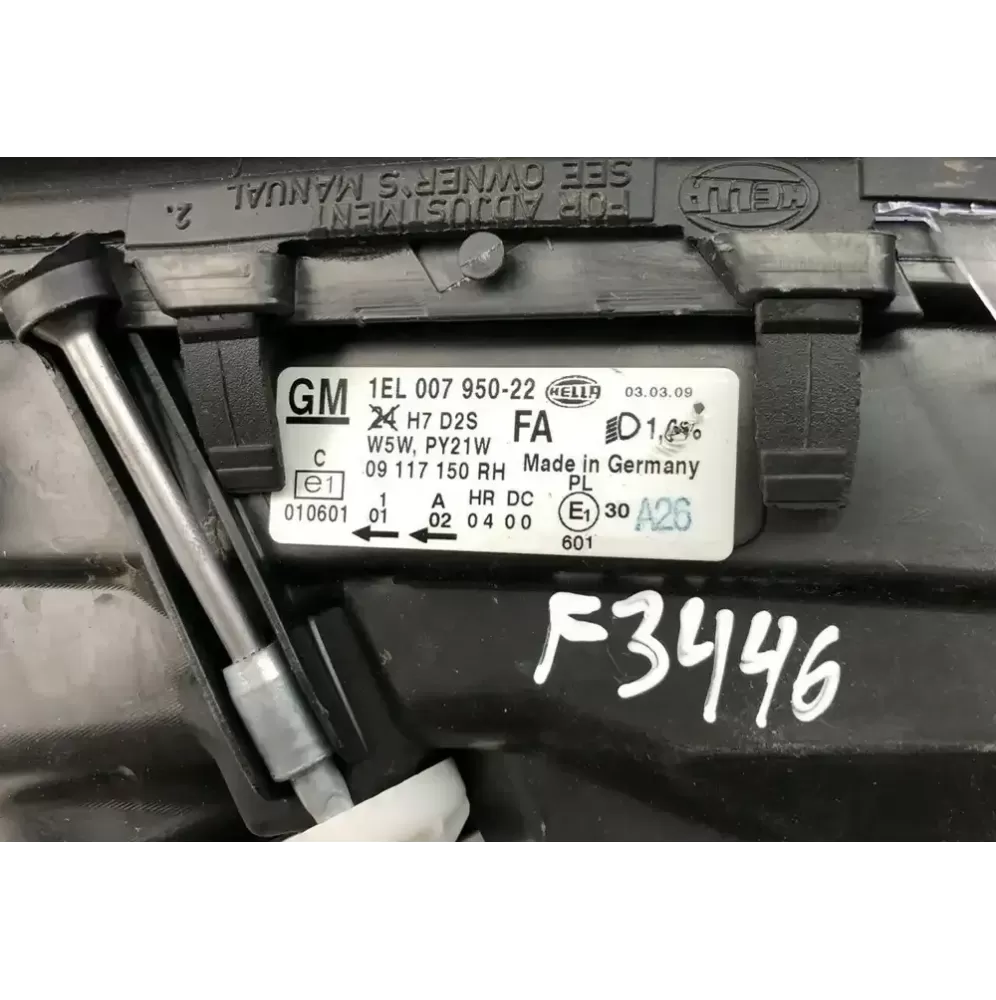 FOR ADJUSTMENT
SEE OWNER'S MANUAL
2.
HELLA
GM 1EL 007 950-22 HELLA 03.03.09
24 H7 D2S FA
W5W, PY21W
09 117 150 RH Made in Germany
C 1 A HR DC PL
e1 01 02 04 00 E1 30 A26
010601 601
F3446